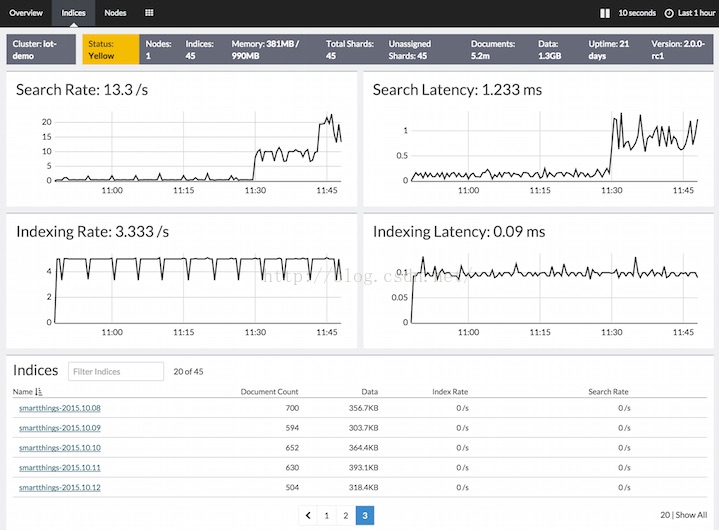 Overview Indices Nodes 10 seconds Last 1 hour
Cluster: iot-demo Status: Yellow Nodes: 1 Indices: 45 Memory: 381MB / 990MB Total Shards: 45 Unassigned Shards: 45 Documents: 5.2m Data: 1.3GB Uptime: 21 days Version: 2.0.0-rc1
Search Rate: 13.3 /s
20
15
10
5
0
11:00 11:15 11:30 11:45
Search Latency: 1.233 ms
1
0.5
0
11:00 11:15 11:30 11:45
Indexing Rate: 3.333 /s
4
2
0
11:00 11:15 11:30 11:45
Indexing Latency: 0.09 ms
0.1
0.05
0
11:00 11:15 11:30 11:45
http://blog.csdn.net/
Indices Filter Indices 20 of 45
Name Document Count Data Index Rate Search Rate
smartthings-2015.10.08 700 356.7KB 0 /s 0 /s
smartthings-2015.10.09 594 303.7KB 0 /s 0 /s
smartthings-2015.10.10 652 364.4KB 0 /s 0 /s
smartthings-2015.10.11 630 393.1KB 0 /s 0 /s
smartthings-2015.10.12 504 318.4KB 0 /s 0 /s
1 2 3 20 | Show All